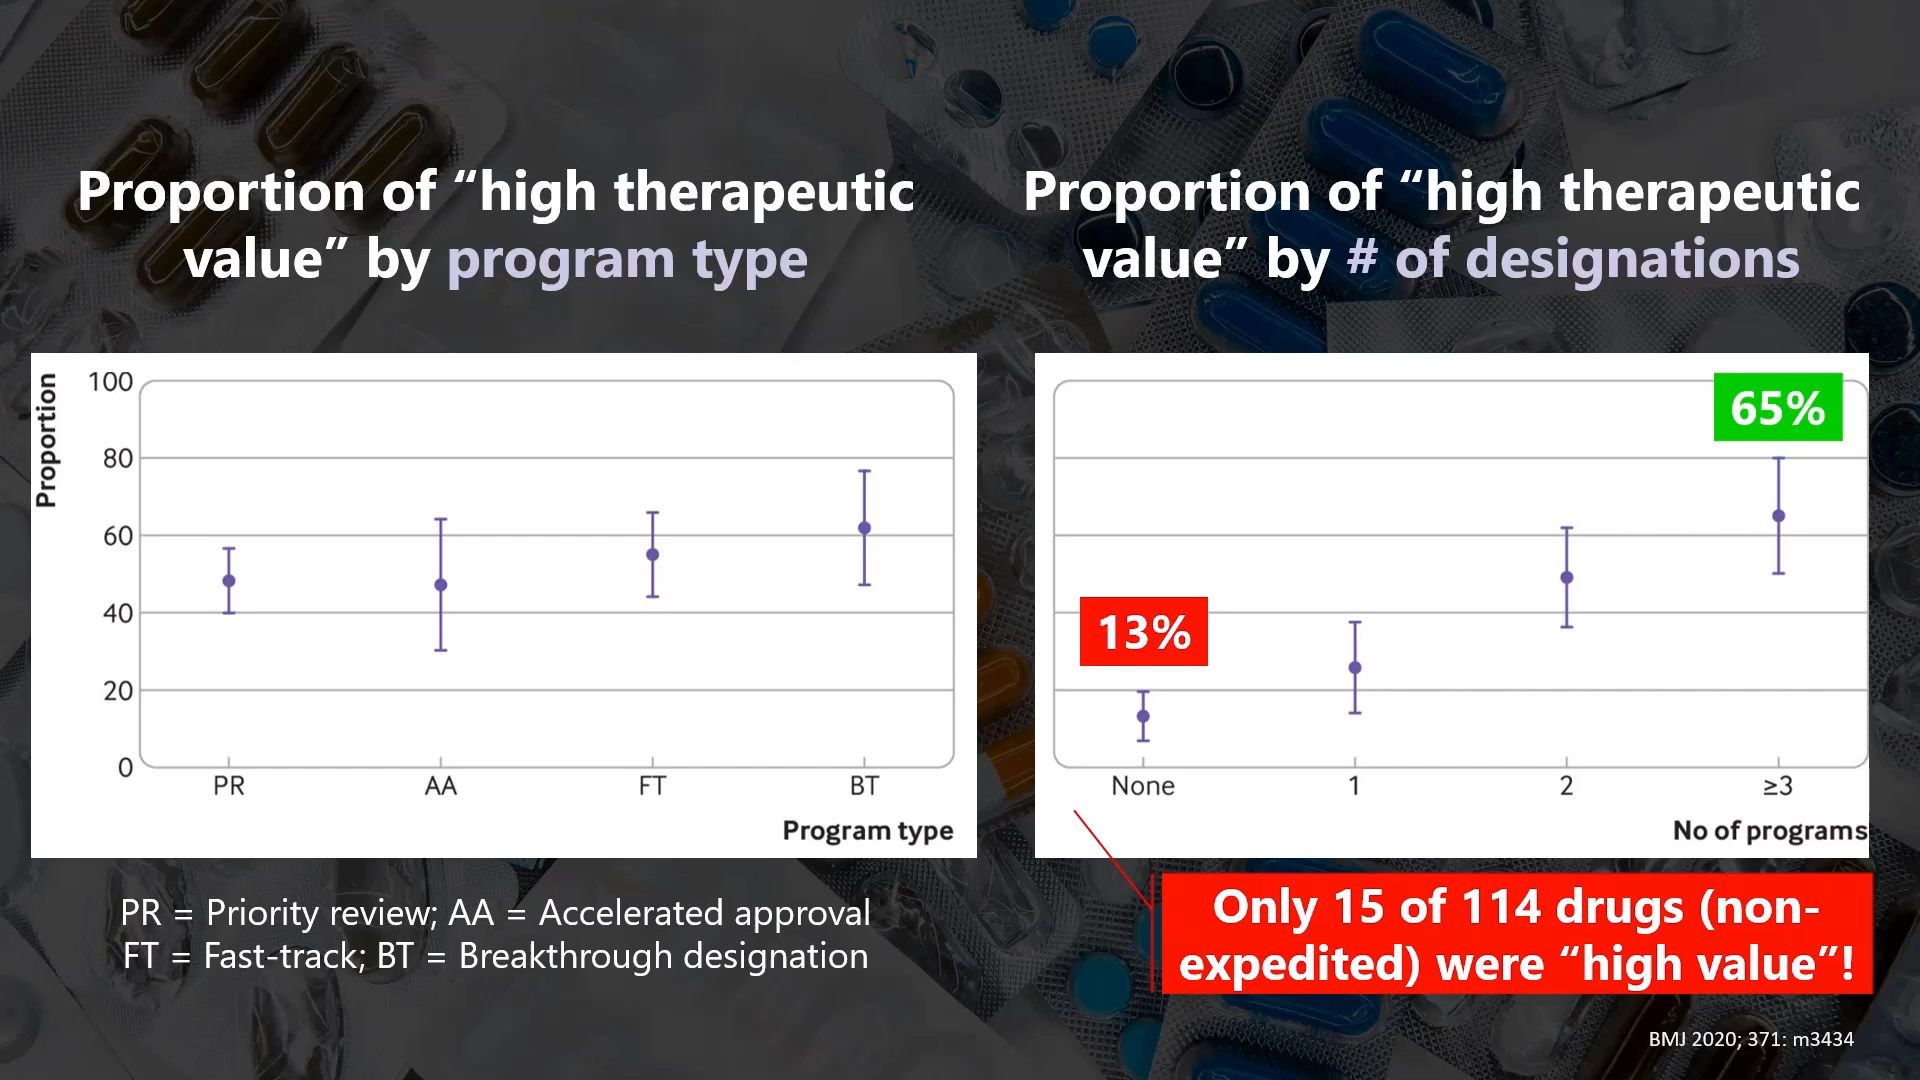 Proportion of “high therapeutic
value” by program type
Proportion of “high therapeutic
value” by # of designations
Proportion
100
80
60
40
20
0
PR
AA
FT
BT
Program type
13%
65%
None
1
2
≥3
No of programs
PR = Priority review; AA = Accelerated approval
FT = Fast-track; BT = Breakthrough designation
Only 15 of 114 drugs (non-
expedited) were “high value”!
BMJ 2020; 371: m3434